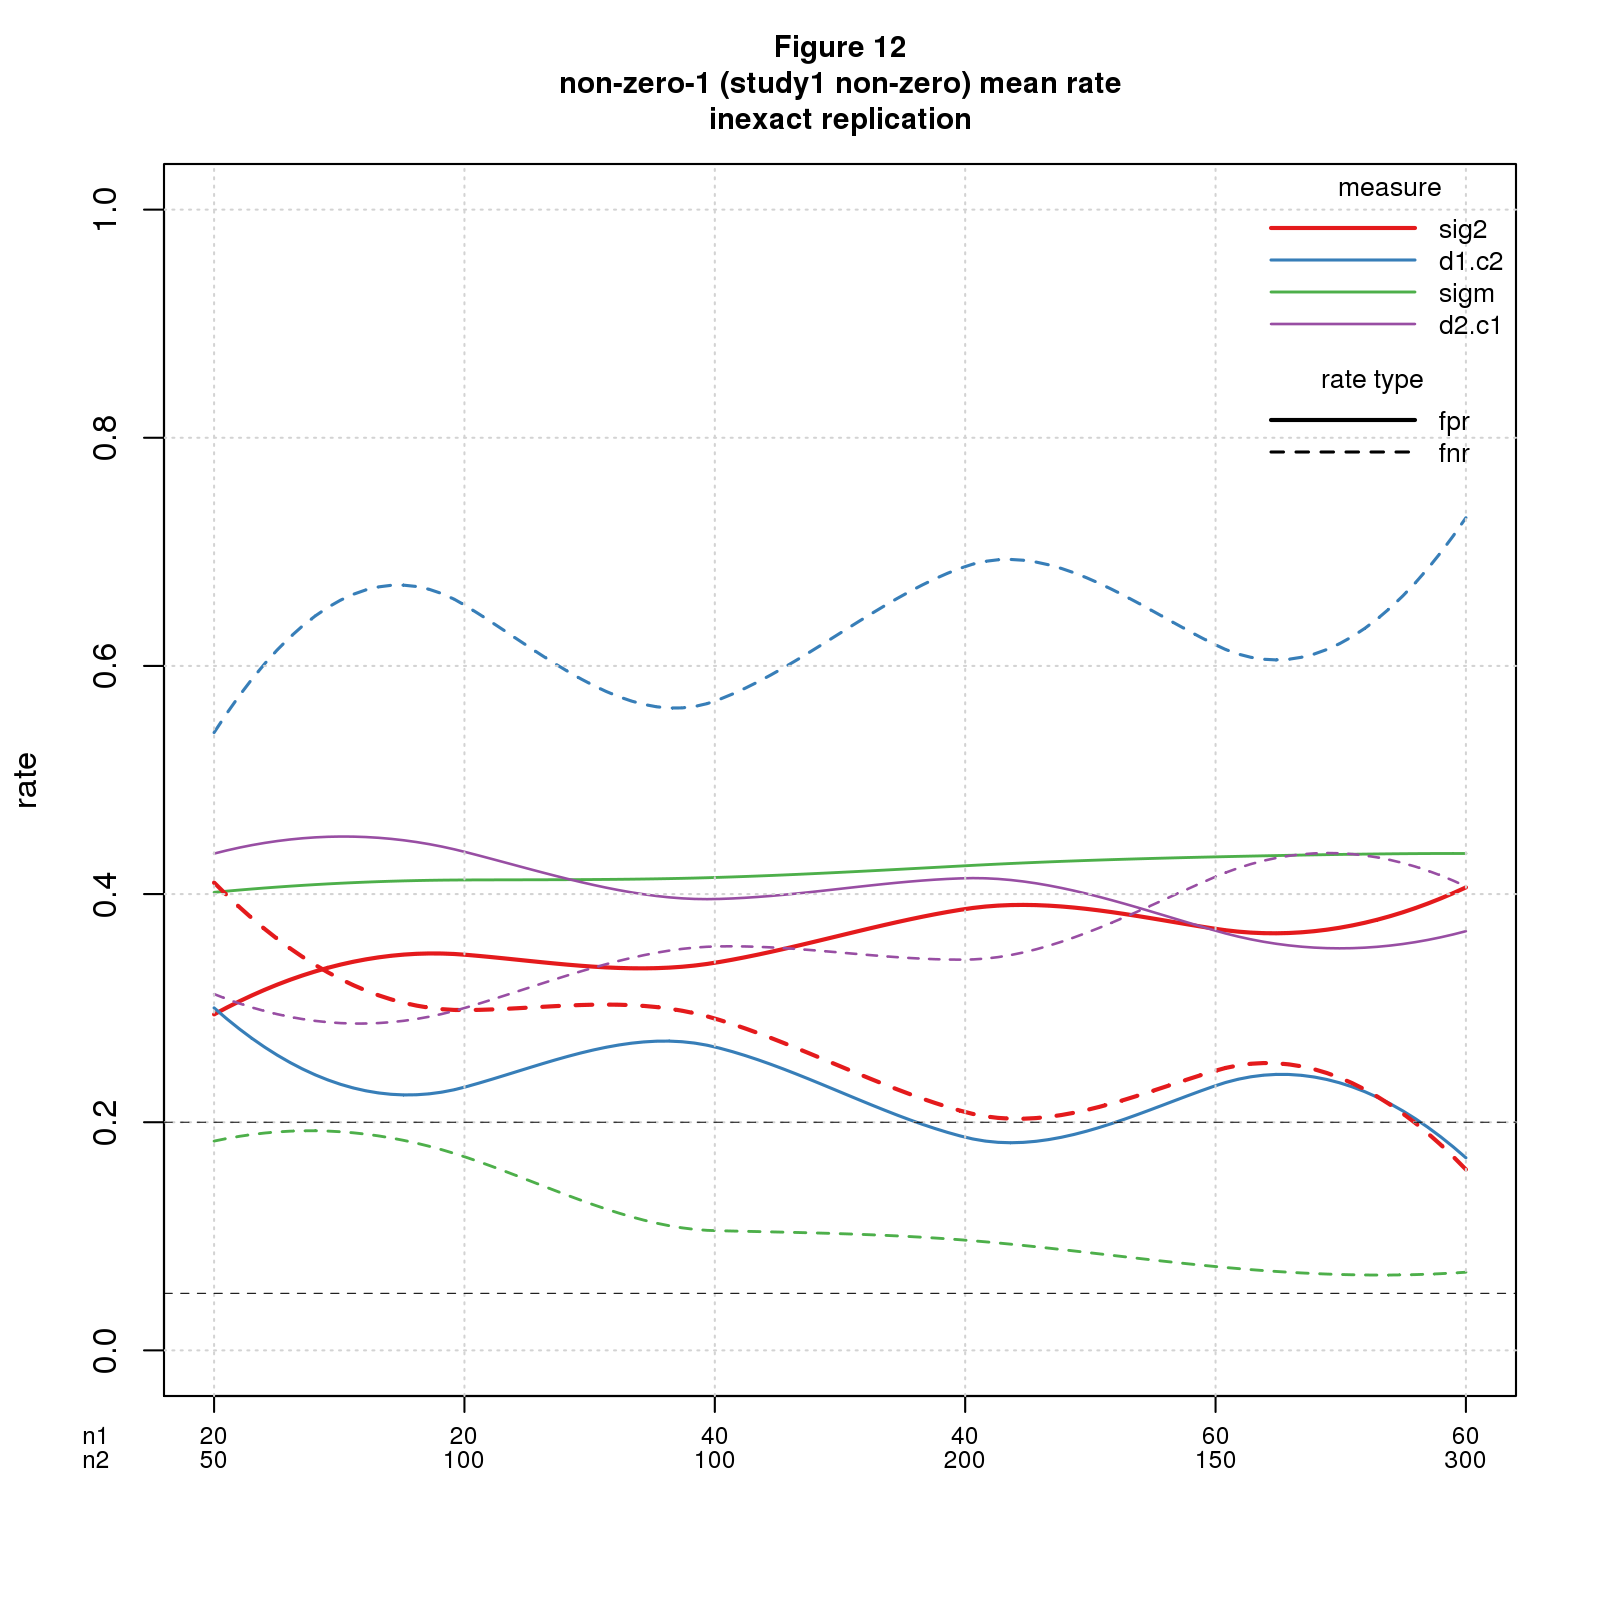 Figure 12
non-zero-1 (study1 non-zero) mean rate
inexact replication
measure
sig2
d1.c2
sigm
d2.c1
rate type
fpr
fnr
rate
1.0
0.8
0.6
0.4
0.2
0.0
n1 20 20 40 40 60 60
n2 50 100 100 200 150 300